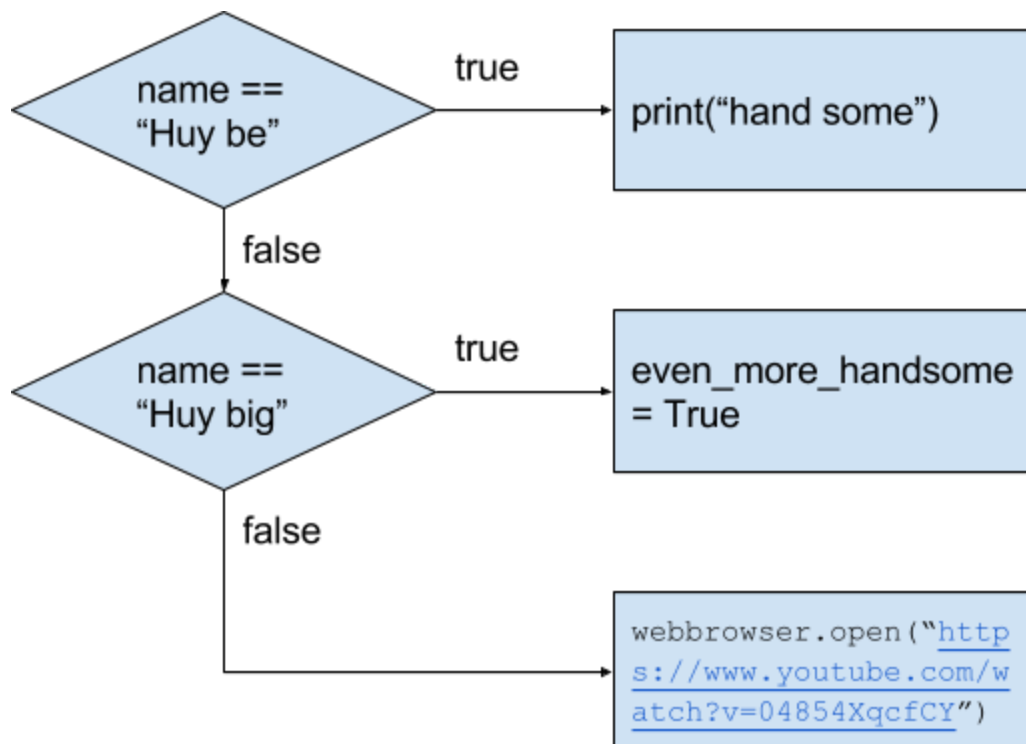 name ==
“Huy be”
true
print(“hand some”)
false
name ==
“Huy big”
true
even_more_handsome
= True
false
webbrowser.open(“http
s://www.youtube.com/w
atch?v=04854XqcfCY”)